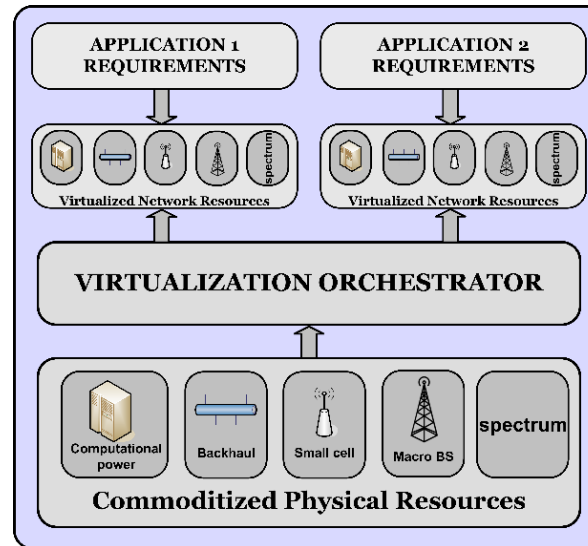 APPLICATION 1
REQUIREMENTS
APPLICATION 2
REQUIREMENTS
spectrum
Virtualized Network Resources
spectrum
Virtualized Network Resources
VIRTUALIZATION ORCHESTRATOR
Computational
power
Backhaul
Small cell
Macro BS
spectrum
Commoditized Physical Resources